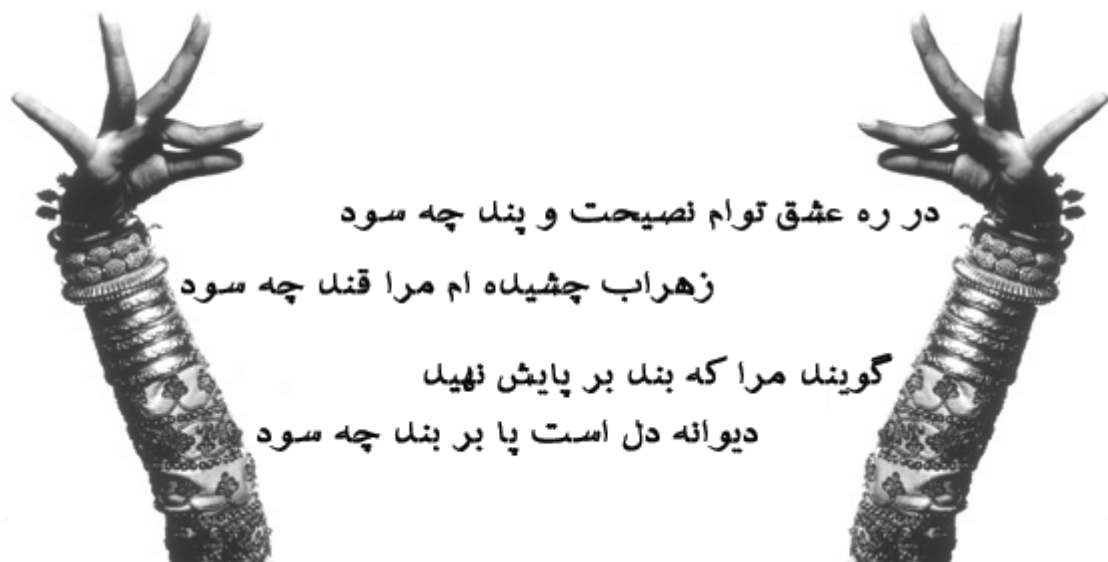 در ره عشق توام نصیحت و پند چه سود
زهراب چشیده ام مرا قند چه سود
گویند مرا که بند بر پایش نهید
دیوانه دل است پا بر بند چه سود